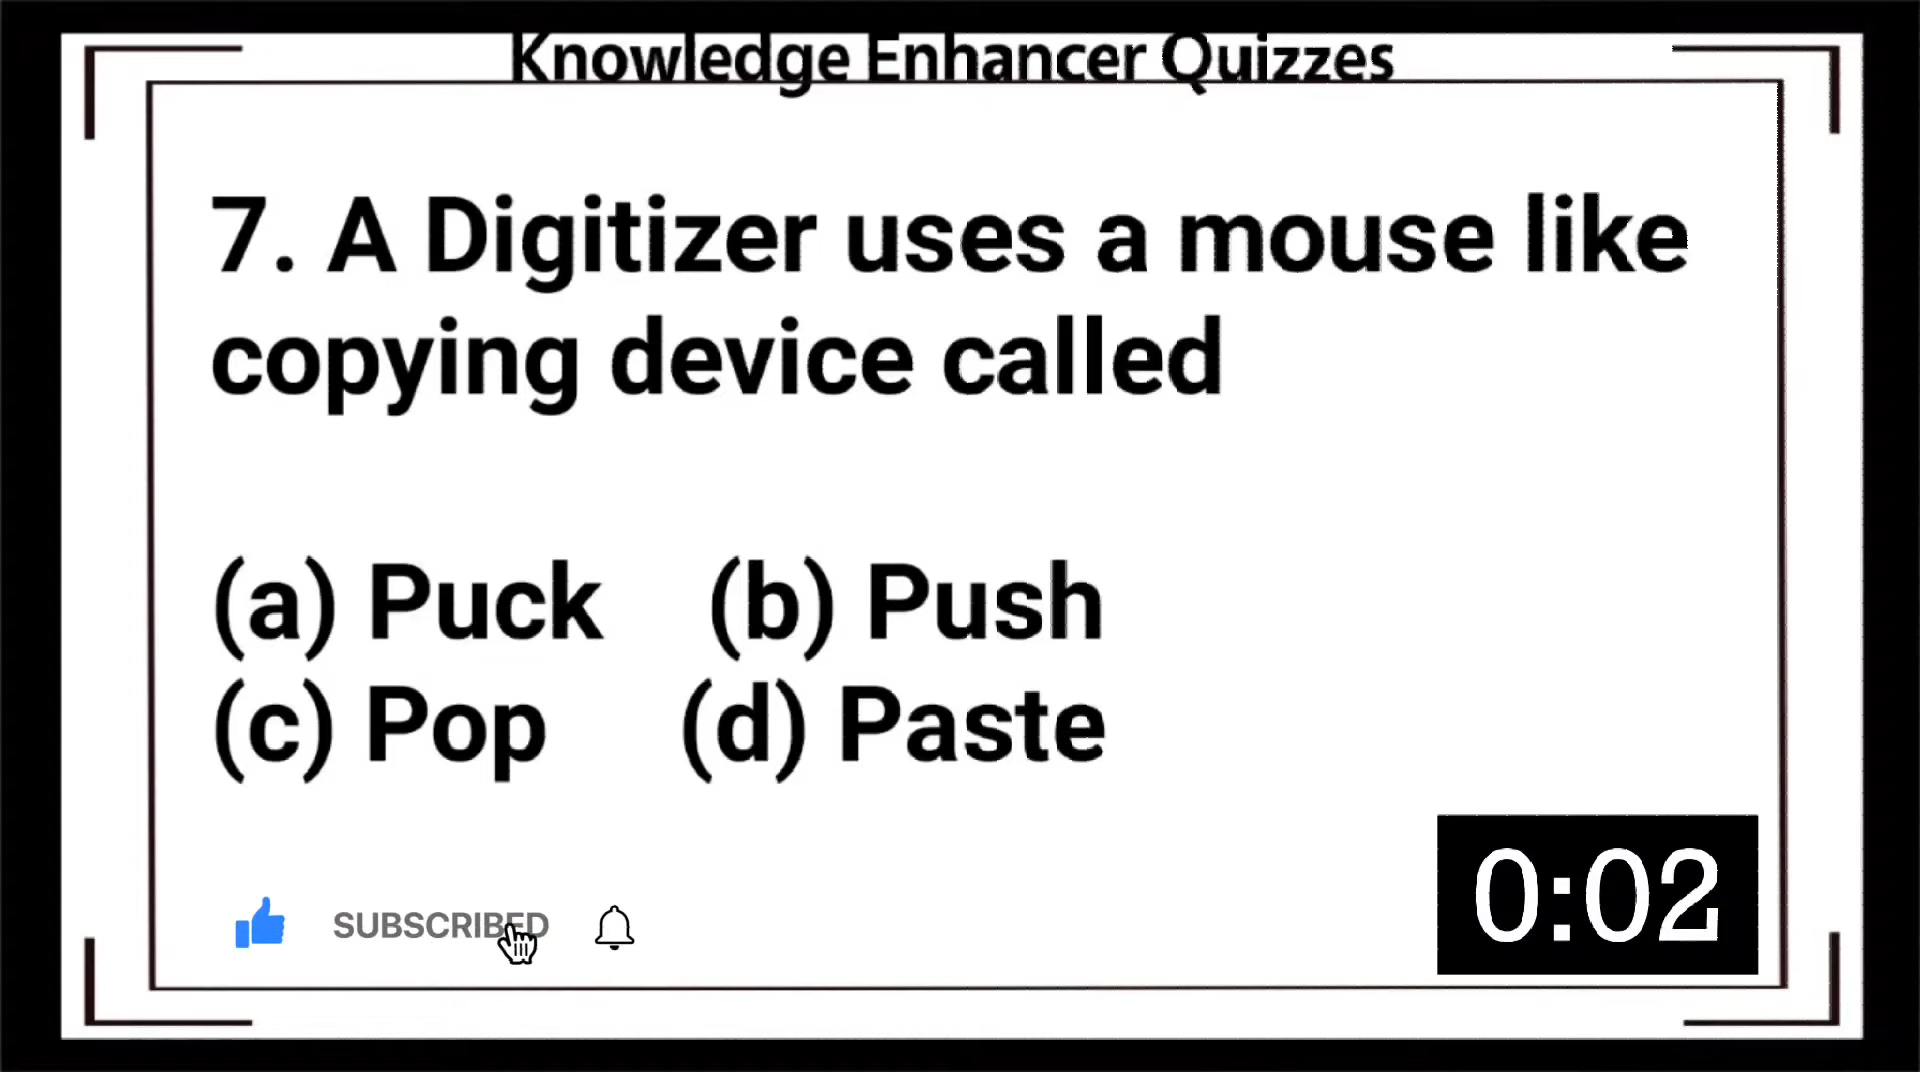 Knowledge Enhancer Quizzes
7. A Digitizer uses a mouse like
copying device called
(a) Puck (b) Push
(c) Pop (d) Paste
0:02
SUBSCRIBED